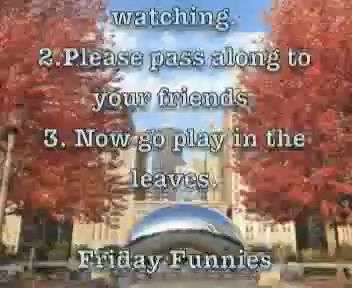 watching.
2.Please pass along to
your friends
3. Now go play in the
leaves.
Friday Funnies